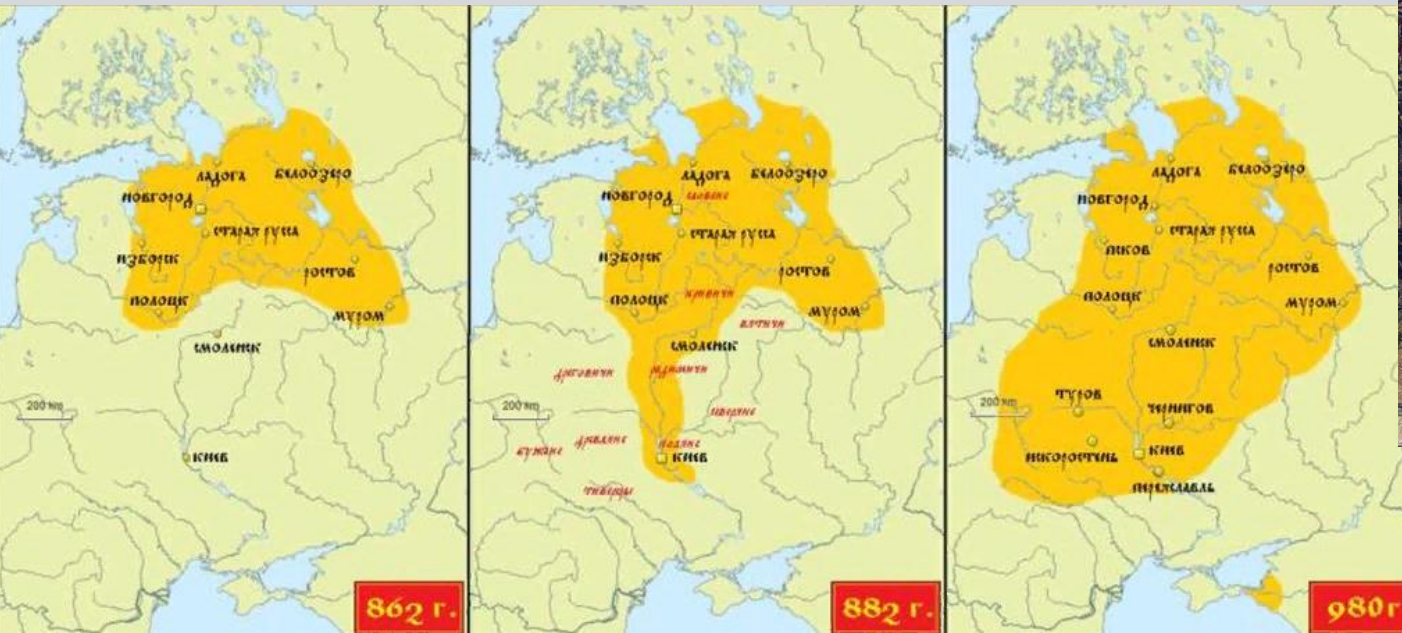 ЛАДОГА
БЕЛООЗЕРО
НОВГОРОД
СТАРАЯ РУССА
ИЗБОРСК
РОСТОВ
ПОЛОЦК
МУРОМ
СМОЛЕНСК
200 km
КИЕВ
862 г.
ЛАДОГА
БЕЛООЗЕРО
НОВГОРОД
словене
СТАРАЯ РУССА
ИЗБОРСК
РОСТОВ
ПОЛОЦК
кривичи
МУРОМ
вятичи
СМОЛЕНСК
дреговичи
радимичи
200 km
северяне
древляне
поляне
бужане
КИЕВ
тиверцы
882 г.
ЛАДОГА
БЕЛООЗЕРО
НОВГОРОД
СТАРАЯ РУССА
ПСКОВ
РОСТОВ
ПОЛОЦК
МУРОМ
СМОЛЕНСК
200 km
ТУРОВ
ЧЕРНИГОВ
ИСКОРОСТЕНЬ
КИЕВ
ПЕРЕЯСЛАВЛЬ
980 г